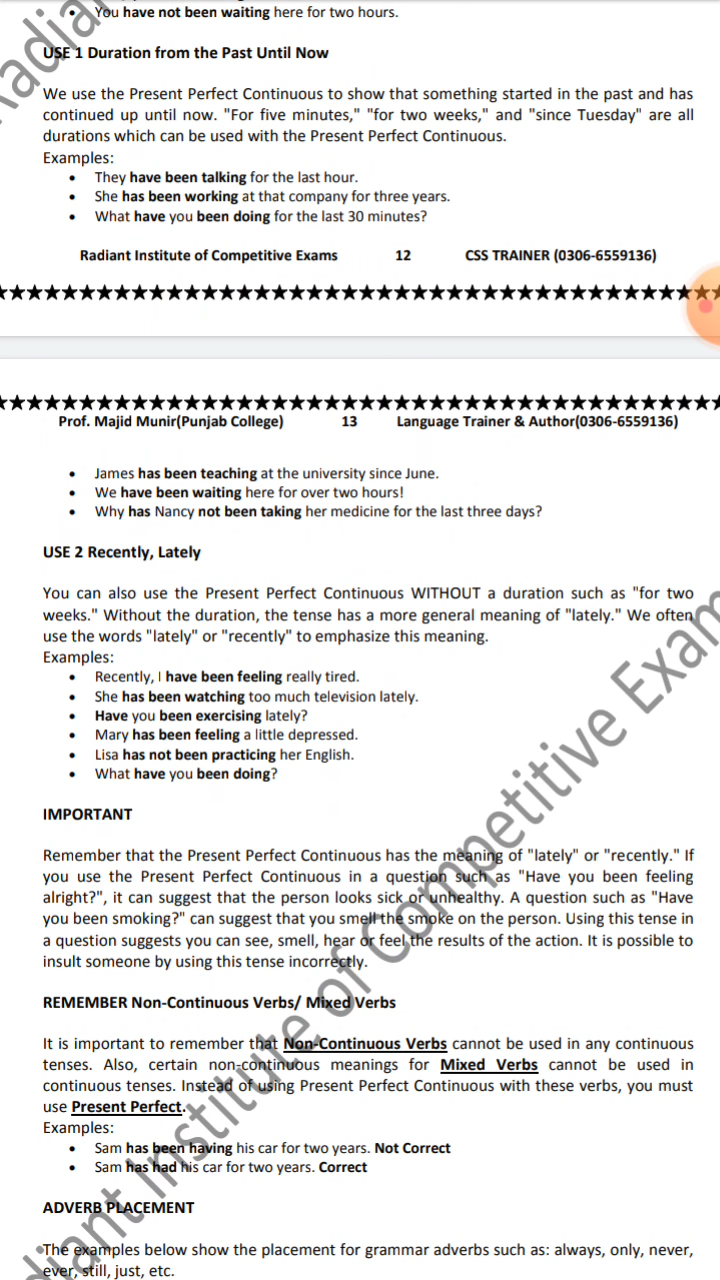 • You have not been waiting here for two hours.
USE 1 Duration from the Past Until Now
We use the Present Perfect Continuous to show that something started in the past and has
continued up until now. "For five minutes," "for two weeks," and "since Tuesday" are all
durations which can be used with the Present Perfect Continuous.
Examples:
• They have been talking for the last hour.
• She has been working at that company for three years.
• What have you been doing for the last 30 minutes?
Radiant Institute of Competitive Exams 12 CSS TRAINER (0306-6559136)
Prof. Majid Munir(Punjab College) 13 Language Trainer & Author(0306-6559136)
• James has been teaching at the university since June.
• We have been waiting here for over two hours!
• Why has Nancy not been taking her medicine for the last three days?
USE 2 Recently, Lately
You can also use the Present Perfect Continuous WITHOUT a duration such as "for two
weeks." Without the duration, the tense has a more general meaning of "lately." We often
use the words "lately" or "recently" to emphasize this meaning.
Examples:
• Recently, I have been feeling really tired.
• She has been watching too much television lately.
• Have you been exercising lately?
• Mary has been feeling a little depressed.
• Lisa has not been practicing her English.
• What have you been doing?
IMPORTANT
Remember that the Present Perfect Continuous has the meaning of "lately" or "recently." If
you use the Present Perfect Continuous in a question such as "Have you been feeling
alright?", it can suggest that the person looks sick or unhealthy. A question such as "Have
you been smoking?" can suggest that you smell the smoke on the person. Using this tense in
a question suggests you can see, smell, hear or feel the results of the action. It is possible to
insult someone by using this tense incorrectly.
REMEMBER Non-Continuous Verbs/ Mixed Verbs
It is important to remember that Non-Continuous Verbs cannot be used in any continuous
tenses. Also, certain non-continuous meanings for Mixed Verbs cannot be used in
continuous tenses. Instead of using Present Perfect Continuous with these verbs, you must
use Present Perfect.
Examples:
• Sam has been having his car for two years. Not Correct
• Sam has had his car for two years. Correct
ADVERB PLACEMENT
The examples below show the placement for grammar adverbs such as: always, only, never,
ever, still, just, etc.
diant Institute of Competitive Exam